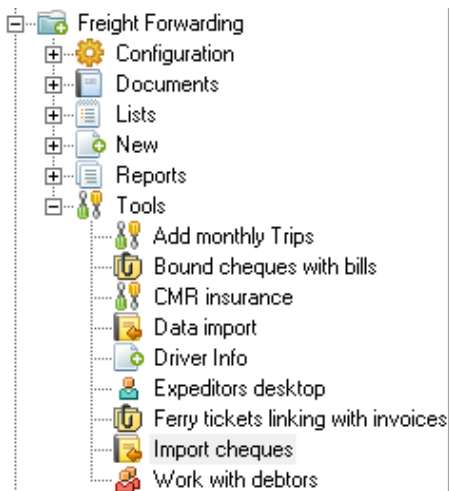 Freight Forwarding
Configuration
Documents
Lists
New
Reports
Tools
Add monthly Trips
Bound cheques with bills
CMR insurance
Data import
Driver Info
Expeditors desktop
Ferry tickets linking with invoices
Import cheques
Work with debtors